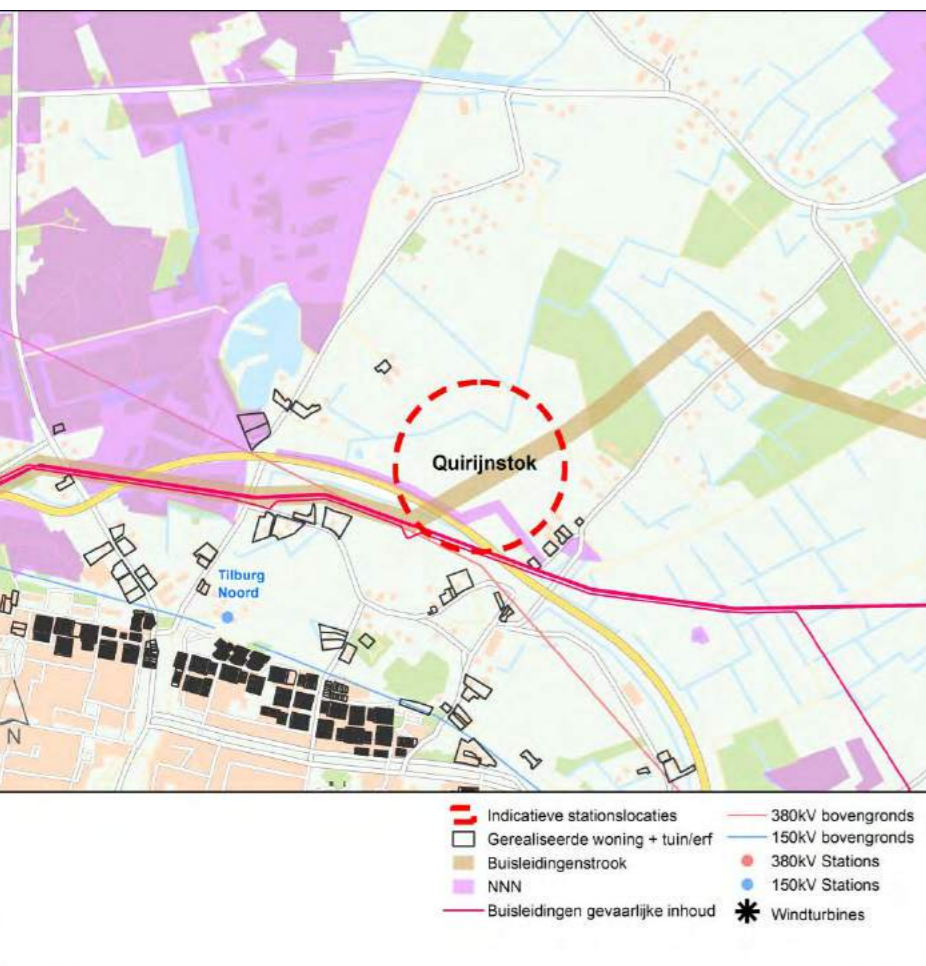 Quirijnstok
Tilburg
Noord
N
Indicatieve stationslocaties
Gerealiseerde woning + tuin/erf
Buisleidingenstrook
NNN
Buisleidingen gevaarlijke inhoud
380kV bovengronds
150kV bovengronds
380kV Stations
150kV Stations
Windturbines